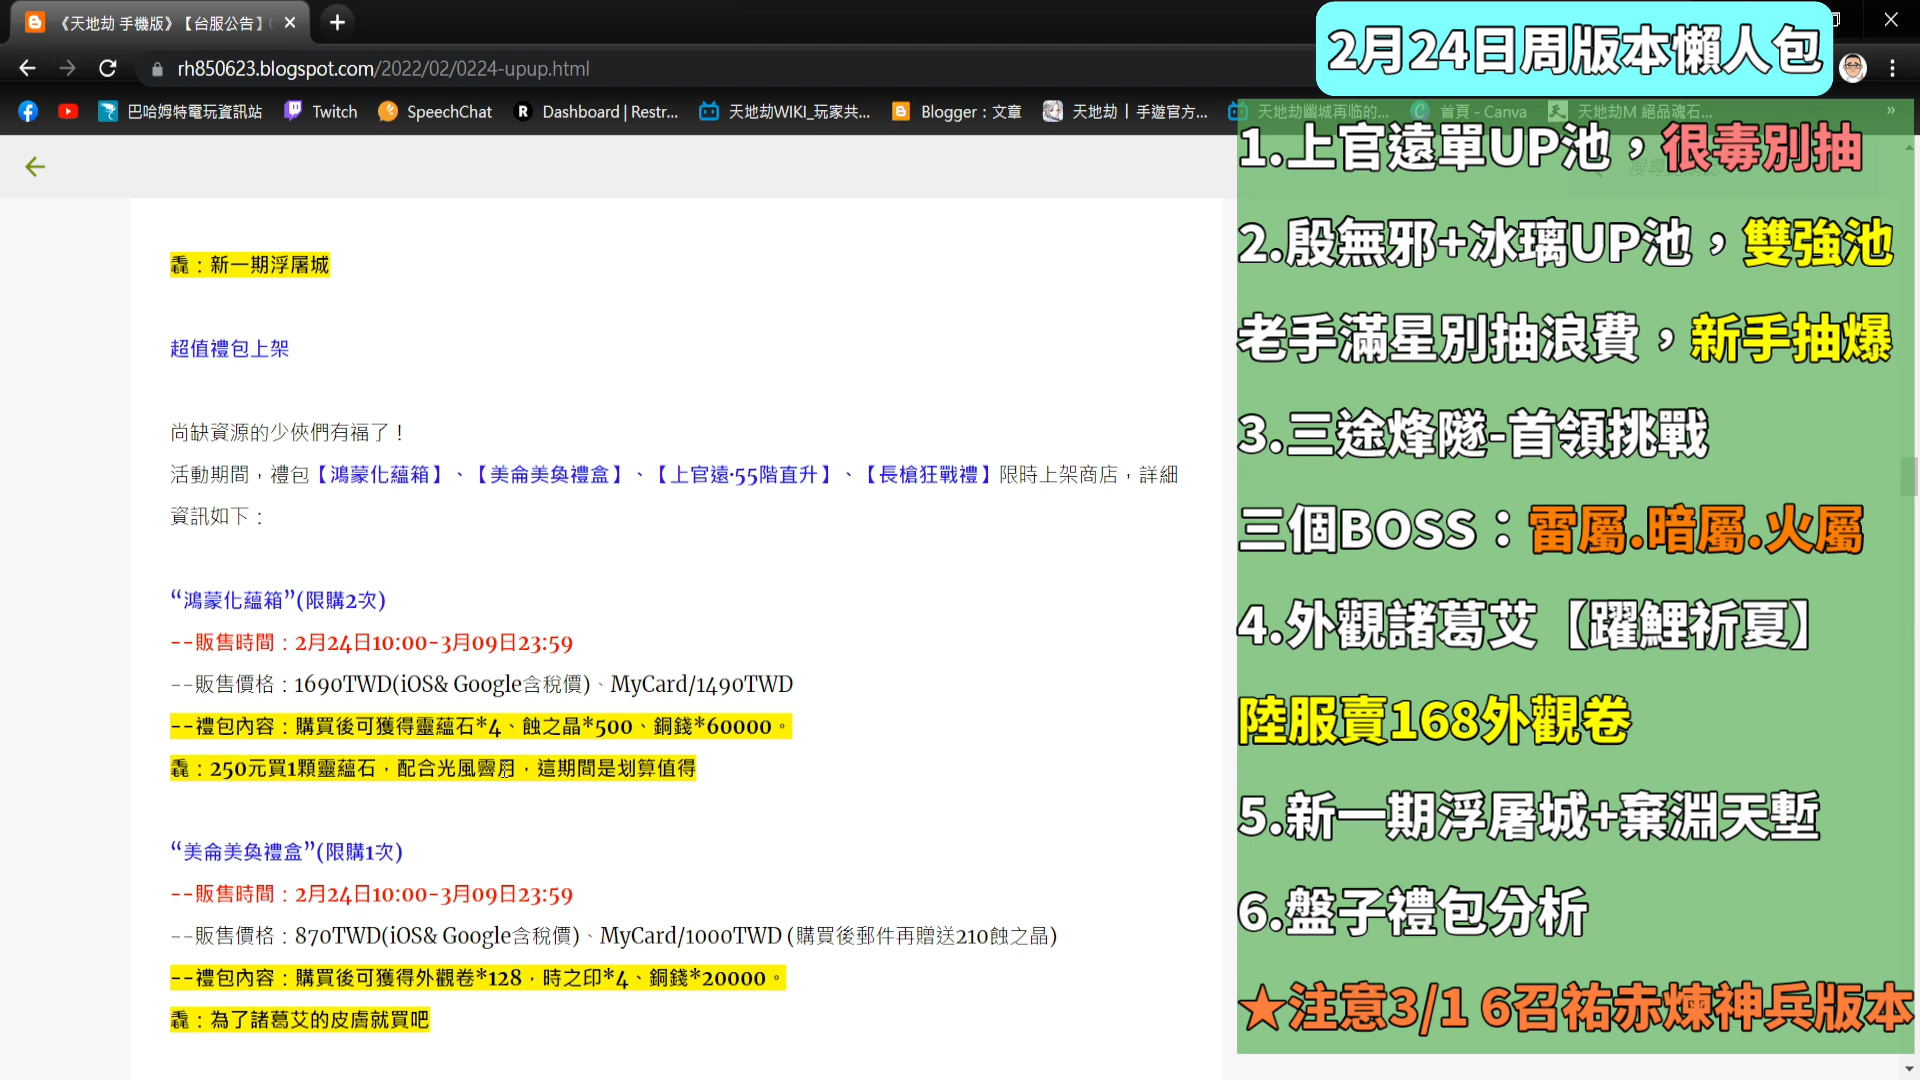 《天地劫 手機版》【台服公告】
rh850623.blogspot.com/2022/02/0224-upup.html
巴哈姆特電玩資訊站
Twitch
SpeechChat
Dashboard | Restr...
天地劫WIKI_玩家共...
Blogger：文章
天地劫丨手遊官方...
天地劫幽城再临的...
首頁 - Canva
天地劫M 絕品魂石...
2月24日周版本懶人包
毳：新一期浮屠城
超值禮包上架
尚缺資源的少俠們有福了！
活動期間，禮包【鴻蒙化蘊箱】、【美侖美奐禮盒】、【上官遠·55階直升】、【長槍狂戰禮】限時上架商店，詳細
資訊如下：
“鴻蒙化蘊箱”(限購2次)
--販售時間：2月24日10:00-3月09日23:59
--販售價格：1690TWD(iOS& Google含稅價)、MyCard/1490TWD
--禮包內容：購買後可獲得靈蘊石*4、蝕之晶*500、銅錢*60000。
毳：250元買1顆靈蘊石，配合光風霽月，這期間是划算值得
“美侖美奐禮盒”(限購1次)
--販售時間：2月24日10:00-3月09日23:59
--販售價格：870TWD(iOS& Google含稅價)、MyCard/1000TWD (購買後郵件再贈送210蝕之晶)
--禮包內容：購買後可獲得外觀卷*128，時之印*4、銅錢*20000。
毳：為了諸葛艾的皮膚就買吧
1.上官遠單UP池，很毒別抽
2.殷無邪+冰璃UP池，雙強池
老手滿星別抽浪費，新手抽爆
3.三途烽隧-首領挑戰
三個BOSS：雷屬.暗屬.火屬
4.外觀諸葛艾【躍鯉祈夏】
陸服賣168外觀卷
5.新一期浮屠城+棄淵天塹
6.盤子禮包分析
★注意3/1 6召祐赤煉神兵版本